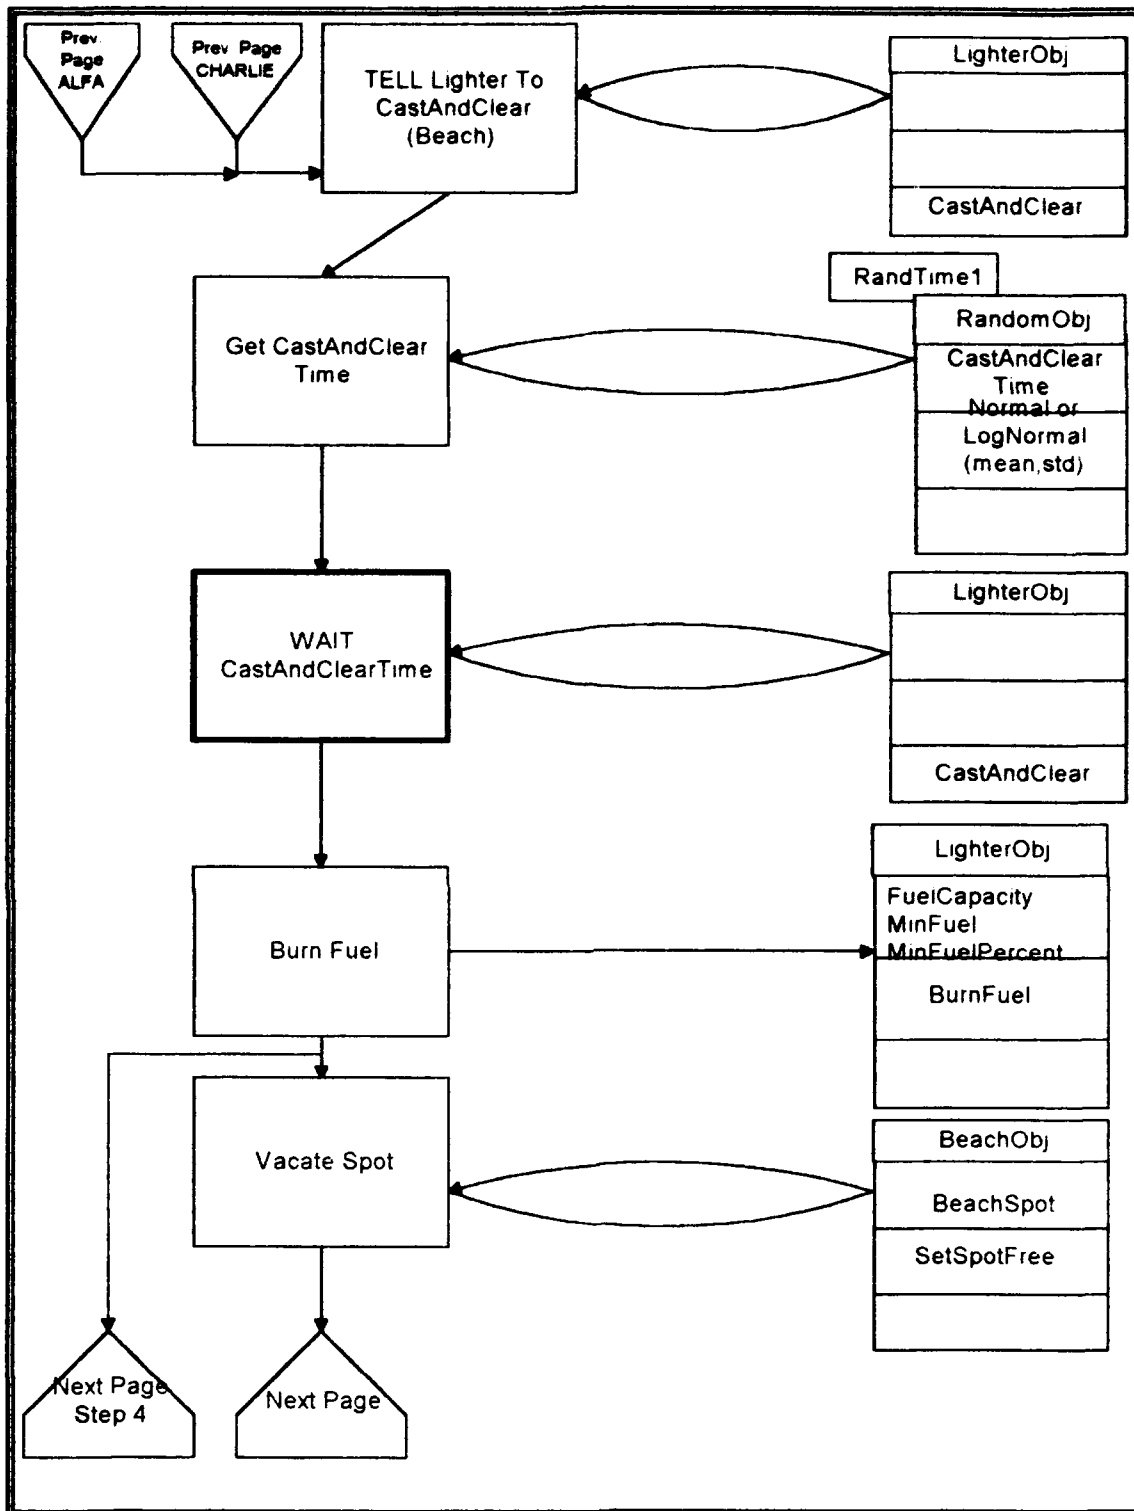 Prev.
Page
ALFA
Prev Page
CHARLIE
TELL Lighter To
CastAndClear
(Beach)
LighterObj
CastAndClear
RandTime1
Get CastAndClear
Time
RandomObj
CastAndClear
Time
Normal or
LogNormal
(mean,std)
WAIT
CastAndClearTime
LighterObj
CastAndClear
Burn Fuel
LighterObj
FuelCapacity
MinFuel
MinFuelPercent
BurnFuel
Vacate Spot
BeachObj
BeachSpot
SetSpotFree
Next Page
Step 4
Next Page